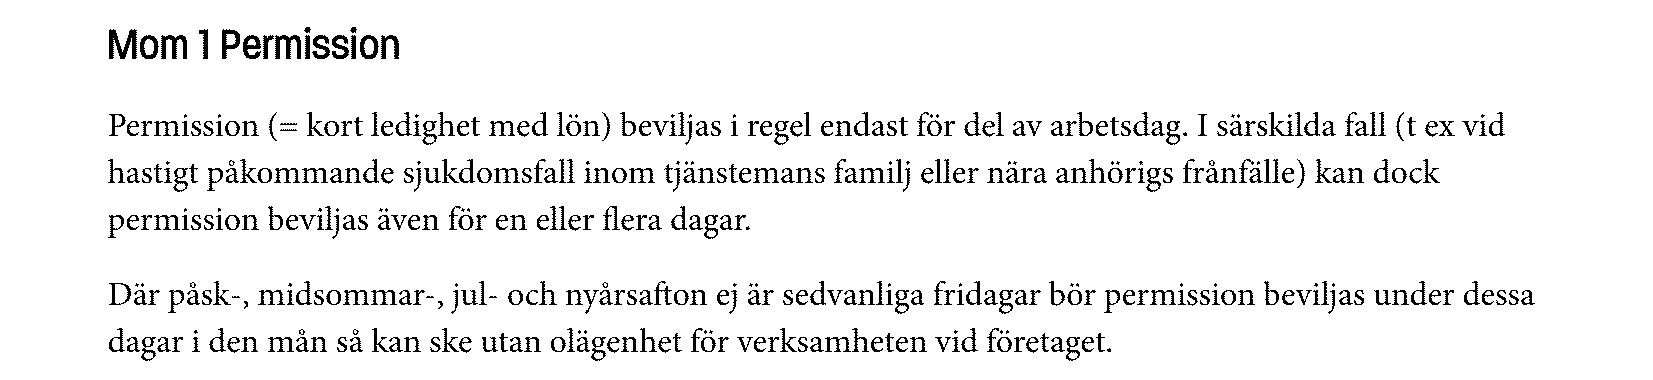 Mom 1 Permission
Permission (= kort ledighet med lön) beviljas i regel endast för del av arbetsdag. I särskilda fall (t ex vid
hastigt påkommande sjukdomsfall inom tjänstemans familj eller nära anhörigs frånfälle) kan dock
permission beviljas även för en eller flera dagar.
Där påsk-, midsommar-, jul- och nyårsafton ej är sedvanliga fridagar bör permission beviljas under dessa
dagar i den mån så kan ske utan olägenhet för verksamheten vid företaget.